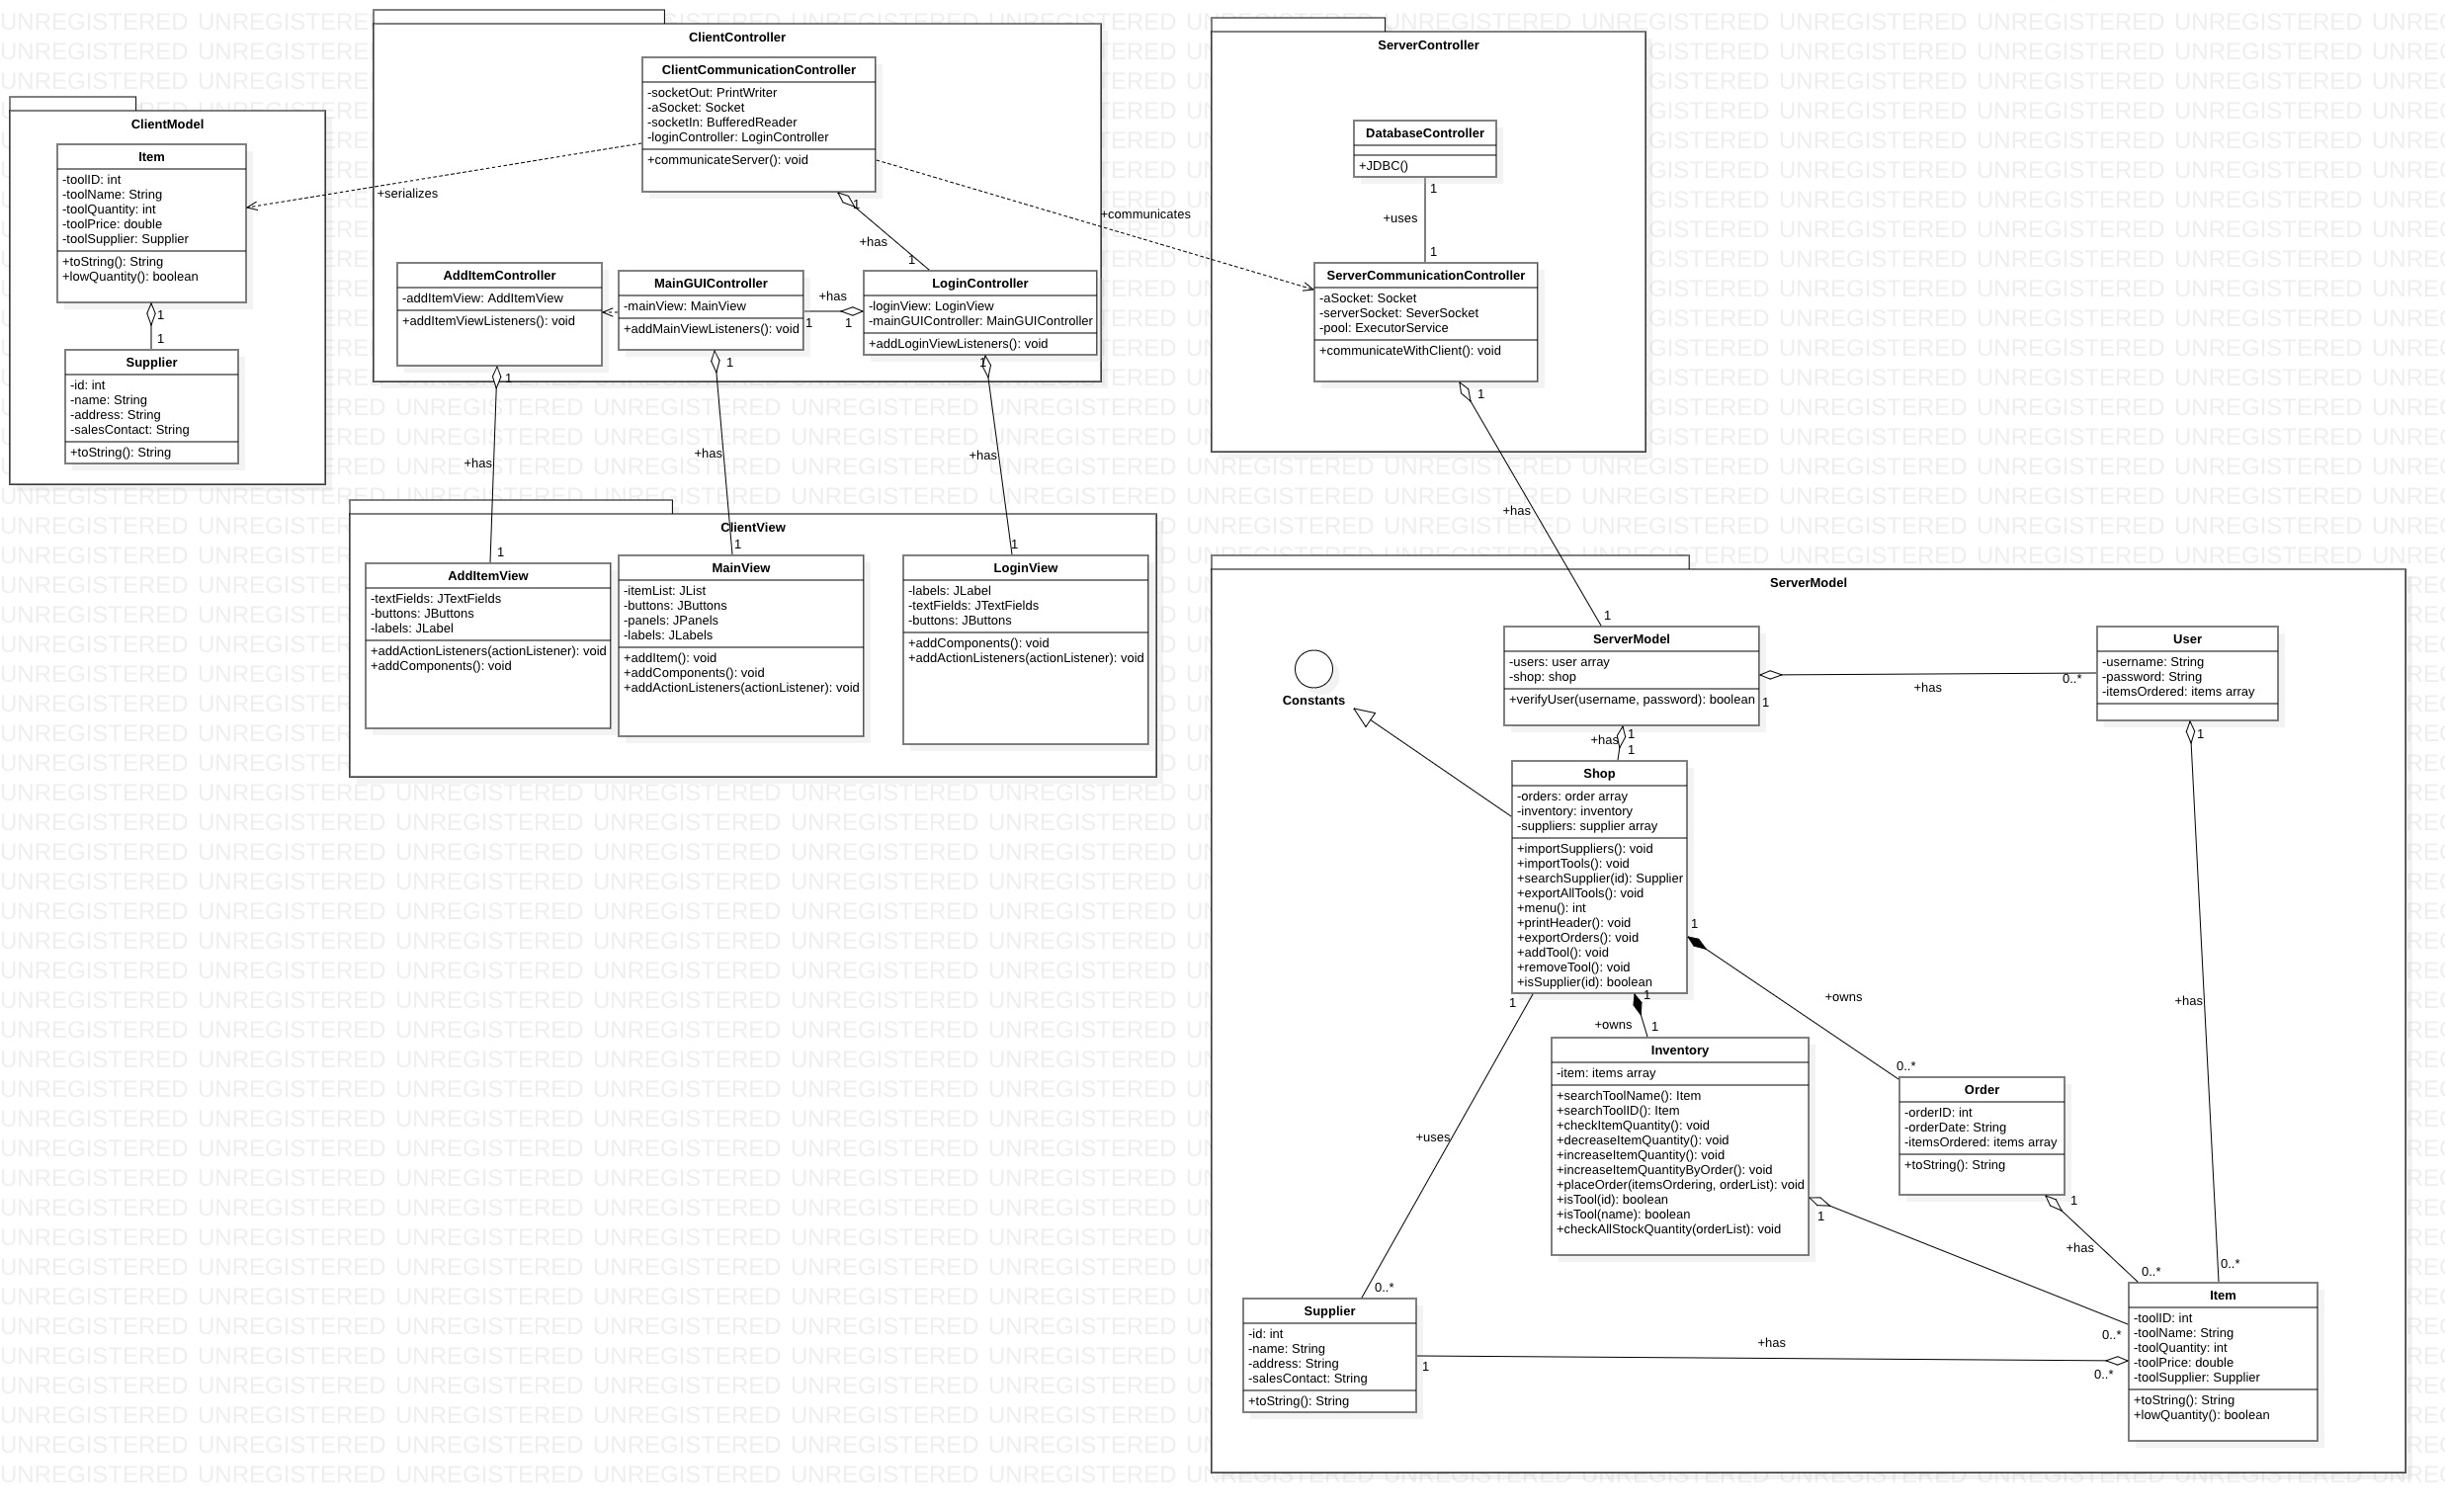 ClientModel
Item
-toolID: int
-toolName: String
-toolQuantity: int
-toolPrice: double
-toolSupplier: Supplier
+toString(): String
+lowQuantity(): boolean
1
1
Supplier
-id: int
-name: String
-address: String
-salesContact: String
+toString(): String
ClientController
ClientCommunicationController
-socketOut: PrintWriter
-aSocket: Socket
-socketIn: BufferedReader
-loginController: LoginController
+communicateServer(): void
+serializes
+communicates
1
+has
1
AddItemController
-addItemView: AddItemView
+addItemViewListeners(): void
MainGUIController
-mainView: MainView
+addMainViewListeners(): void
+has
1
1
LoginController
-loginView: LoginView
-mainGUIController: MainGUIController
+addLoginViewListeners(): void
1
1
1
+has
+has
+has
ClientView
1
1
1
AddItemView
-textFields: JTextFields
-buttons: JButtons
-labels: JLabel
+addActionListeners(actionListener): void
+addComponents(): void
MainView
-itemList: JList
-buttons: JButtons
-panels: JPanels
-labels: JLabels
+addItem(): void
+addComponents(): void
+addActionListeners(actionListener): void
LoginView
-labels: JLabel
-textFields: JTextFields
-buttons: JButtons
+addComponents(): void
+addActionListeners(actionListener): void
ServerController
DatabaseController
+JDBC()
1
+uses
1
ServerCommunicationController
-aSocket: Socket
-serverSocket: SeverSocket
-pool: ExecutorService
+communicateWithClient(): void
1
+has
1
ServerModel
Constants
ServerModel
-users: user array
-shop: shop
+verifyUser(username, password): boolean
1
+has
0..*
User
-username: String
-password: String
-itemsOrdered: items array
1
+has
0..*
+has
1
1
Shop
-orders: order array
-inventory: inventory
-suppliers: supplier array
+importSuppliers(): void
+importTools(): void
+searchSupplier(id): Supplier
+exportAllTools(): void
+menu(): int
+printHeader(): void
+exportOrders(): void
+addTool(): void
+removeTool(): void
+isSupplier(id): boolean
1
+owns
0..*
1
+uses
0..*
1
+owns
1
Inventory
-item: items array
+searchToolName(): Item
+searchToolID(): Item
+checkItemQuantity(): void
+decreaseItemQuantity(): void
+increaseItemQuantity(): void
+increaseItemQuantityByOrder(): void
+placeOrder(itemsOrdering, orderList): void
+isTool(id): boolean
+isTool(name): boolean
+checkAllStockQuantity(orderList): void
1
0..*
Order
-orderID: int
-orderDate: String
-itemsOrdered: items array
+toString(): String
1
+has
0..*
Supplier
-id: int
-name: String
-address: String
-salesContact: String
+toString(): String
1
+has
0..*
Item
-toolID: int
-toolName: String
-toolQuantity: int
-toolPrice: double
-toolSupplier: Supplier
+toString(): String
+lowQuantity(): boolean
UNREGISTERED